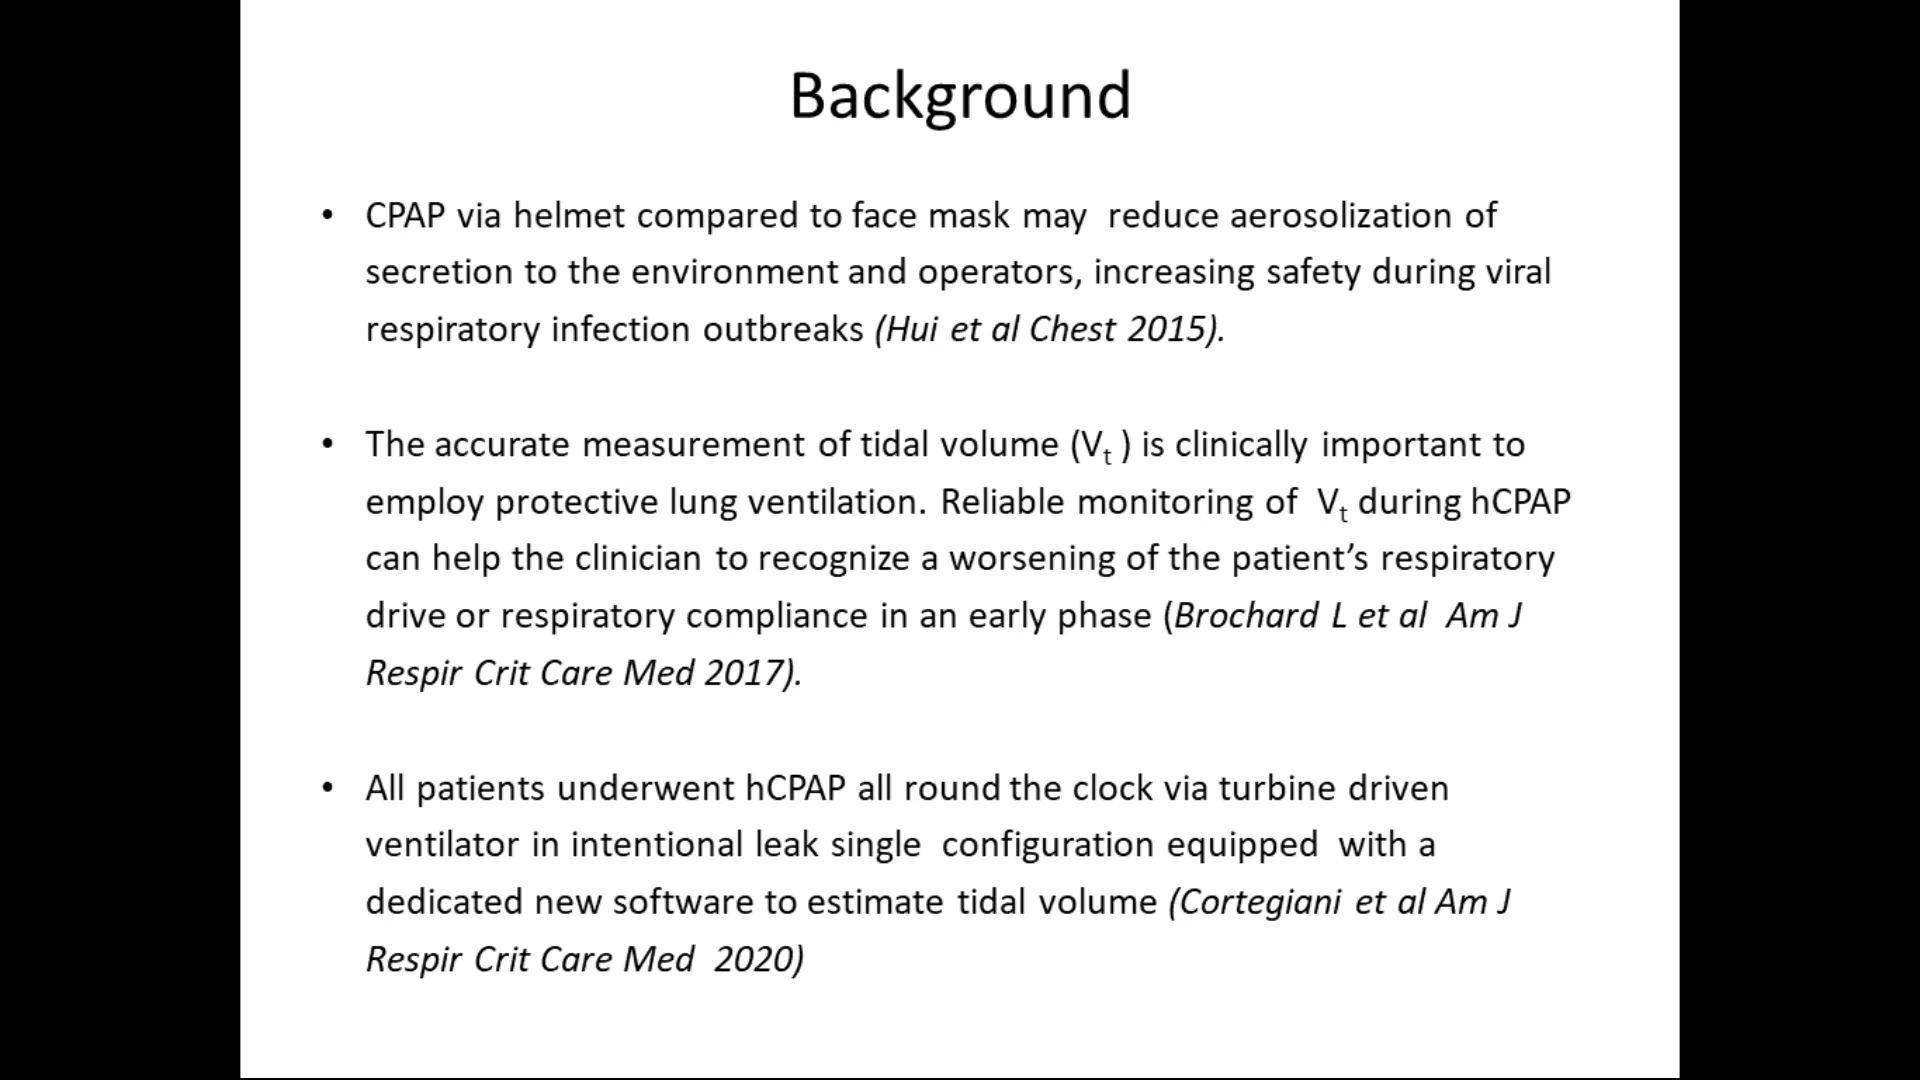 Background
• CPAP via helmet compared to face mask may reduce aerosolization of
secretion to the environment and operators, increasing safety during viral
respiratory infection outbreaks (Hui et al Chest 2015).
• The accurate measurement of tidal volume (Vt ) is clinically important to
employ protective lung ventilation. Reliable monitoring of Vt during hCPAP
can help the clinician to recognize a worsening of the patient’s respiratory
drive or respiratory compliance in an early phase (Brochard L et al Am J
Respir Crit Care Med 2017).
• All patients underwent hCPAP all round the clock via turbine driven
ventilator in intentional leak single configuration equipped with a
dedicated new software to estimate tidal volume (Cortegiani et al Am J
Respir Crit Care Med 2020)